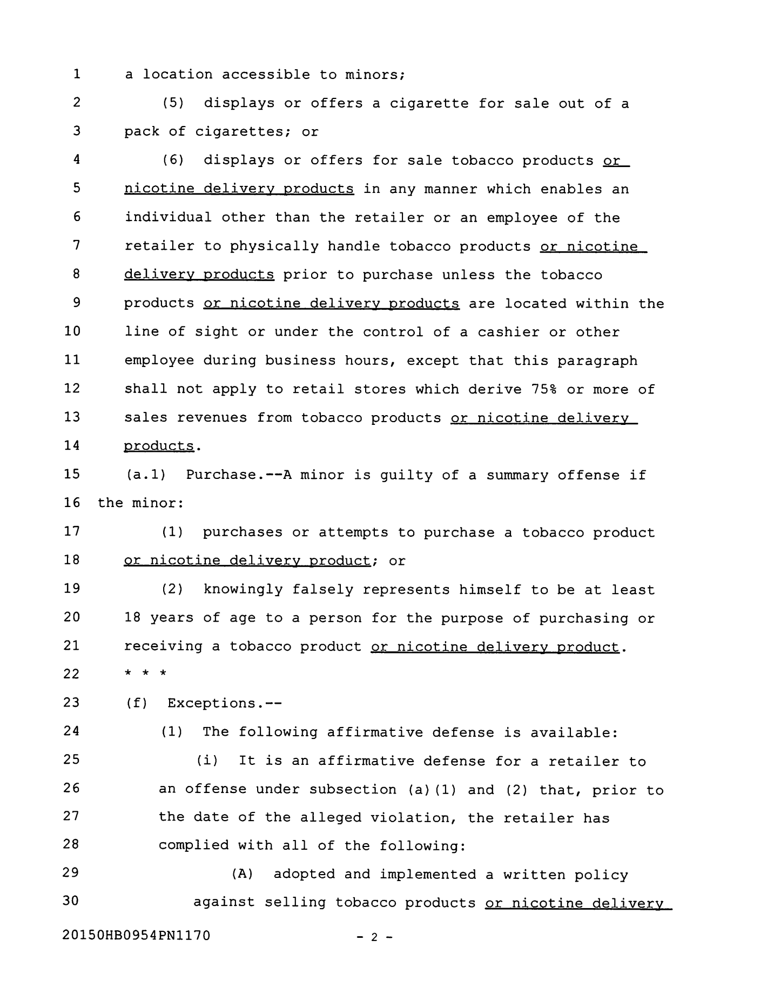 1 a location accessible to minors;
2 (5) displays or offers a cigarette for sale out of a
3 pack of cigarettes; or
4 (6) displays or offers for sale tobacco products or
5 nicotine delivery products in any manner which enables an
6 individual other than the retailer or an employee of the
7 retailer to physically handle tobacco products or nicotine
8 delivery products prior to purchase unless the tobacco
9 products or nicotine delivery products are located within the
10 line of sight or under the control of a cashier or other
11 employee during business hours, except that this paragraph
12 shall not apply to retail stores which derive 75% or more of
13 sales revenues from tobacco products or nicotine delivery
14 products.
15 (a.1) Purchase.--A minor is guilty of a summary offense if
16 the minor:
17 (1) purchases or attempts to purchase a tobacco product
18 or nicotine delivery product; or
19 (2) knowingly falsely represents himself to be at least
20 18 years of age to a person for the purpose of purchasing or
21 receiving a tobacco product or nicotine delivery product.
22 * * *
23 (f) Exceptions.--
24 (1) The following affirmative defense is available:
25 (i) It is an affirmative defense for a retailer to
26 an offense under subsection (a)(1) and (2) that, prior to
27 the date of the alleged violation, the retailer has
28 complied with all of the following:
29 (A) adopted and implemented a written policy
30 against selling tobacco products or nicotine delivery
20150HB0954PN1170 - 2 -